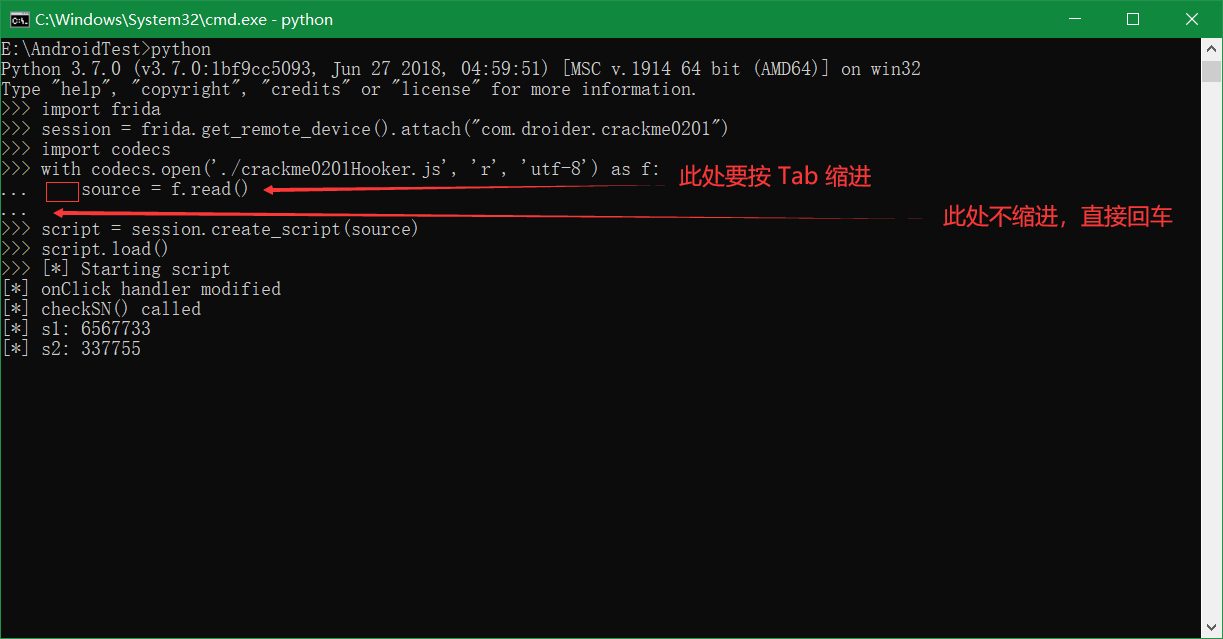 C:\Windows\System32\cmd.exe - python
E:\AndroidTest>python
Python 3.7.0 (v3.7.0:1bf9cc5093, Jun 27 2018, 04:59:51) [MSC v.1914 64 bit (AMD64)] on win32
Type "help", "copyright", "credits" or "license" for more information.
>>> import frida
>>> session = frida.get_remote_device().attach("com.droider.crackme0201")
>>> import codecs
>>> with codecs.open('./crackme0201Hooker.js', 'r', 'utf-8') as f:
此处要按 Tab 缩进
...     source = f.read()
...
此处不缩进，直接回车
>>> script = session.create_script(source)
>>> script.load()
>>> [*] Starting script
[*] onClick handler modified
[*] checkSN() called
[*] s1: 6567733
[*] s2: 337755